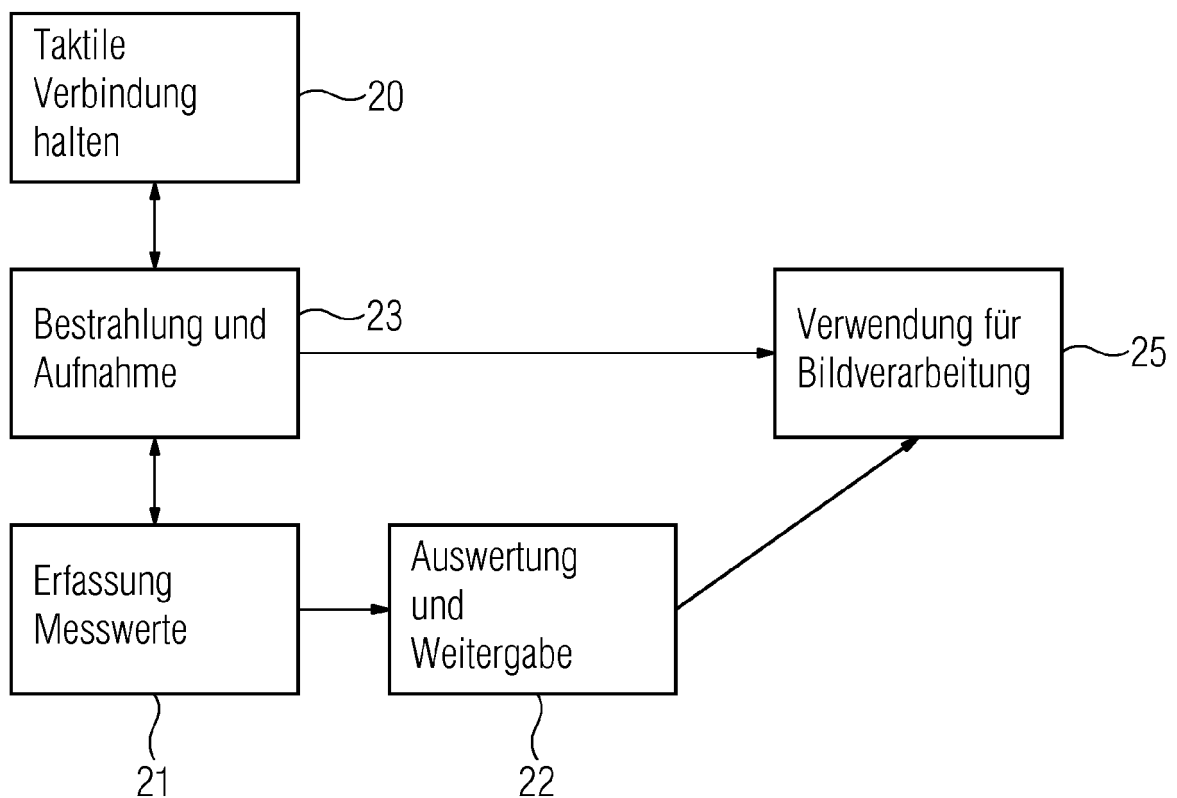 Taktile
Verbindung
halten
20
Bestrahlung und
Aufnahme
23
Verwendung für
Bildverarbeitung
25
Erfassung
Messwerte
21
Auswertung
und
Weitergabe
22